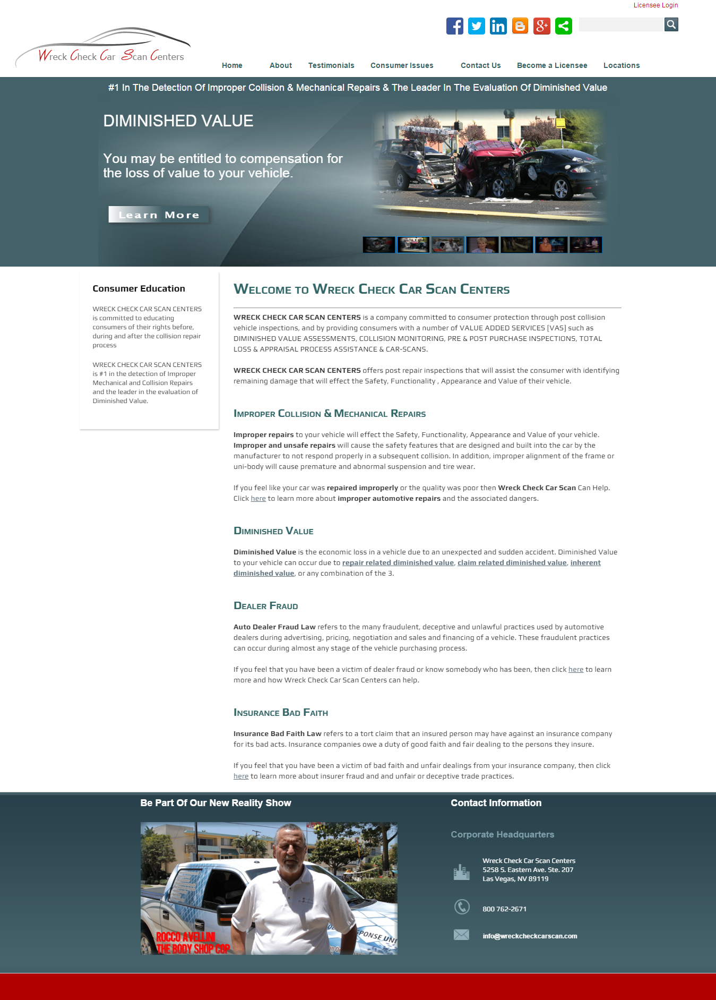 Licensee Login
Wreck Check Car Scan Centers
Home About Testimonials Consumer Issues Contact Us Become a Licensee Locations
#1 In The Detection Of Improper Collision & Mechanical Repairs & The Leader In The Evaluation Of Diminished Value
DIMINISHED VALUE
You may be entitled to compensation for
the loss of value to your vehicle.
Learn More
Consumer Education
WRECK CHECK CAR SCAN CENTERS
is committed to educating
consumers of their rights before,
during and after the collision repair
process
WRECK CHECK CAR SCAN CENTERS
is #1 in the detection of Improper
Mechanical and Collision Repairs
and the leader in the evaluation of
Diminished Value.
Welcome to Wreck Check Car Scan Centers
WRECK CHECK CAR SCAN CENTERS is a company committed to consumer protection through post collision
vehicle inspections, and by providing consumers with a number of VALUE ADDED SERVICES [VAS] such as
DIMINISHED VALUE ASSESSMENTS, COLLISION MONITORING, PRE & POST PURCHASE INSPECTIONS, TOTAL
LOSS & APPRAISAL PROCESS ASSISTANCE & CAR-SCANS.
WRECK CHECK CAR SCAN CENTERS offers post repair inspections that will assist the consumer with identifying
remaining damage that will effect the Safety, Functionality , Appearance and Value of their vehicle.
Improper Collision & Mechanical Repairs
Improper repairs to your vehicle will effect the Safety, Functionality, Appearance and Value of your vehicle.
Improper and unsafe repairs will cause the safety features that are designed and built into the car by the
manufacturer to not respond properly in a subsequent collision. In addition, improper alignment of the frame or
uni-body will cause premature and abnormal suspension and tire wear.
If you feel like your car was repaired improperly or the quality was poor then Wreck Check Car Scan Can Help.
Click here to learn more about improper automotive repairs and the associated dangers.
Diminished Value
Diminished Value is the economic loss in a vehicle due to an unexpected and sudden accident. Diminished Value
to your vehicle can occur due to repair related diminished value, claim related diminished value, inherent
diminished value, or any combination of the 3.
Dealer Fraud
Auto Dealer Fraud Law refers to the many fraudulent, deceptive and unlawful practices used by automotive
dealers during advertising, pricing, negotiation and sales and financing of a vehicle. These fraudulent practices
can occur during almost any stage of the vehicle purchasing process.
If you feel that you have been a victim of dealer fraud or know somebody who has been, then click here to learn
more and how Wreck Check Car Scan Centers can help.
Insurance Bad Faith
Insurance Bad Faith Law refers to a tort claim that an insured person may have against an insurance company
for its bad acts. Insurance companies owe a duty of good faith and fair dealing to the persons they insure.
If you feel that you have been a victim of bad faith and unfair dealings from your insurance company, then click
here to learn more about insurer fraud and and unfair or deceptive trade practices.
Be Part Of Our New Reality Show
ROCCO AVELLINI
THE BODY SHOP COP
PONSE UNI
Contact Information
Corporate Headquarters
Wreck Check Car Scan Centers
5258 S. Eastern Ave. Ste. 207
Las Vegas, NV 89119
800 762-2671
info@wreckcheckcarscan.com